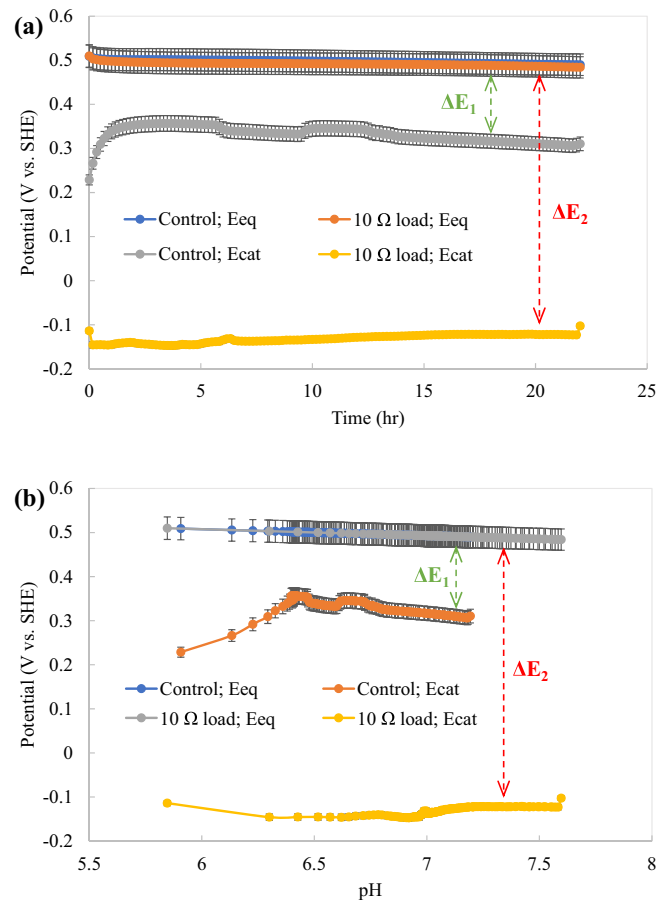 (a)
0.6
0.5
0.4
0.3
0.2
0.1
0
-0.1
-0.2
Potential (V vs. SHE)
ΔE1
ΔE2
Control; Eeq
10 Ω load; Eeq
Control; Ecat
10 Ω load; Ecat
0 5 10 15 20 25
Time (hr)
(b)
0.6
0.5
0.4
0.3
0.2
0.1
0
-0.1
-0.2
Potential (V vs. SHE)
ΔE1
ΔE2
Control; Eeq
Control; Ecat
10 Ω load; Eeq
10 Ω load; Ecat
5.5 6 6.5 7 7.5 8
pH